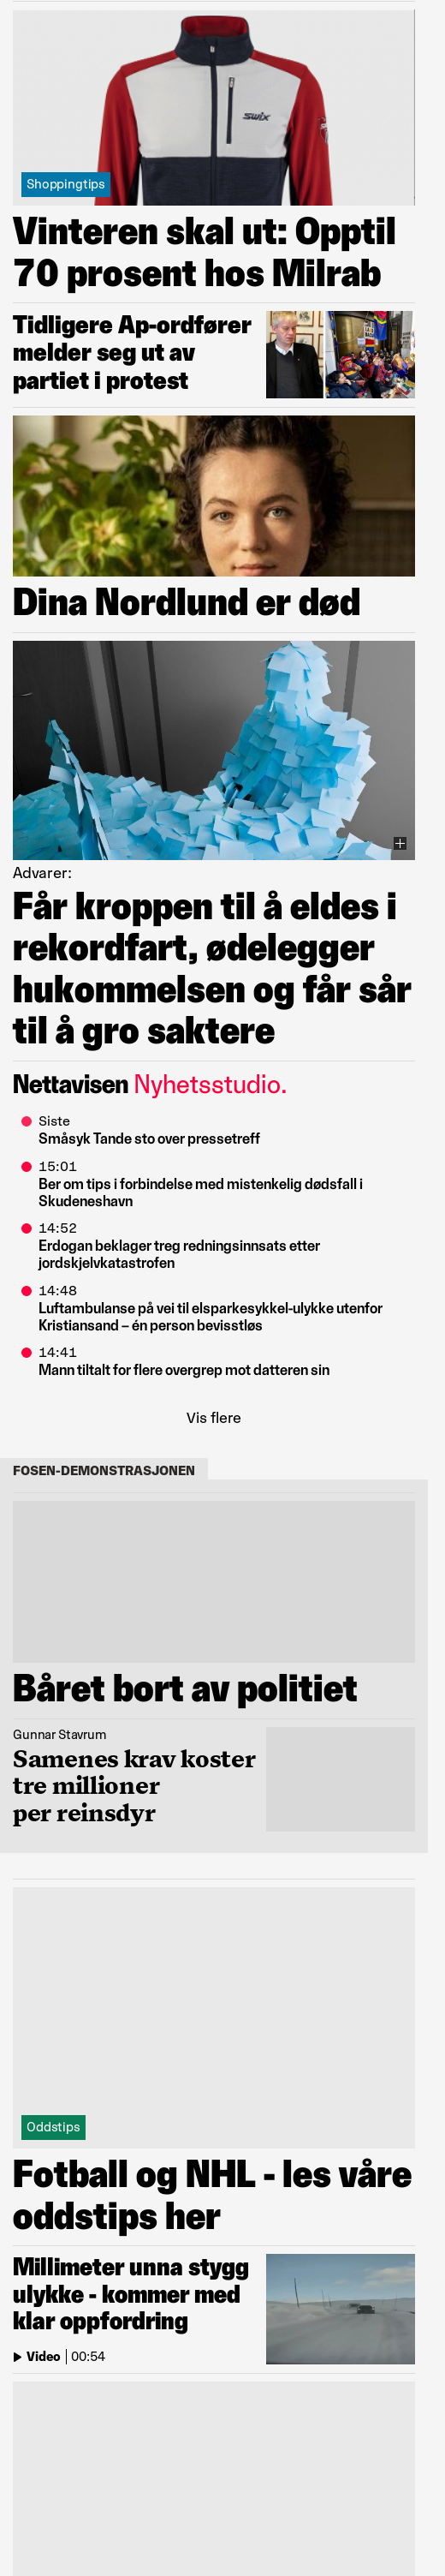 SWIX
Shoppingtips
Vinteren skal ut: Opptil
70 prosent hos Milrab
Tidligere Ap-ordfører
melder seg ut av
partiet i protest
Dina Nordlund er død
Advarer:
Får kroppen til å eldes i
rekordfart, ødelegger
hukommelsen og får sår
til å gro saktere
Nettavisen Nyhetsstudio.
Siste
Småsyk Tande sto over pressetreff
15:01
Ber om tips i forbindelse med mistenkelig dødsfall i
Skudeneshavn
14:52
Erdogan beklager treg redningsinnsats etter
jordskjelvkatastrofen
14:48
Luftambulanse på vei til elsparkesykkel-ulykke utenfor
Kristiansand – én person bevisstløs
14:41
Mann tiltalt for flere overgrep mot datteren sin
Vis flere
FOSEN-DEMONSTRASJONEN
Båret bort av politiet
Gunnar Stavrum
Samenes krav koster
tre millioner
per reinsdyr
Oddstips
Fotball og NHL - les våre
oddstips her
Millimeter unna stygg
ulykke - kommer med
klar oppfordring
Video | 00:54